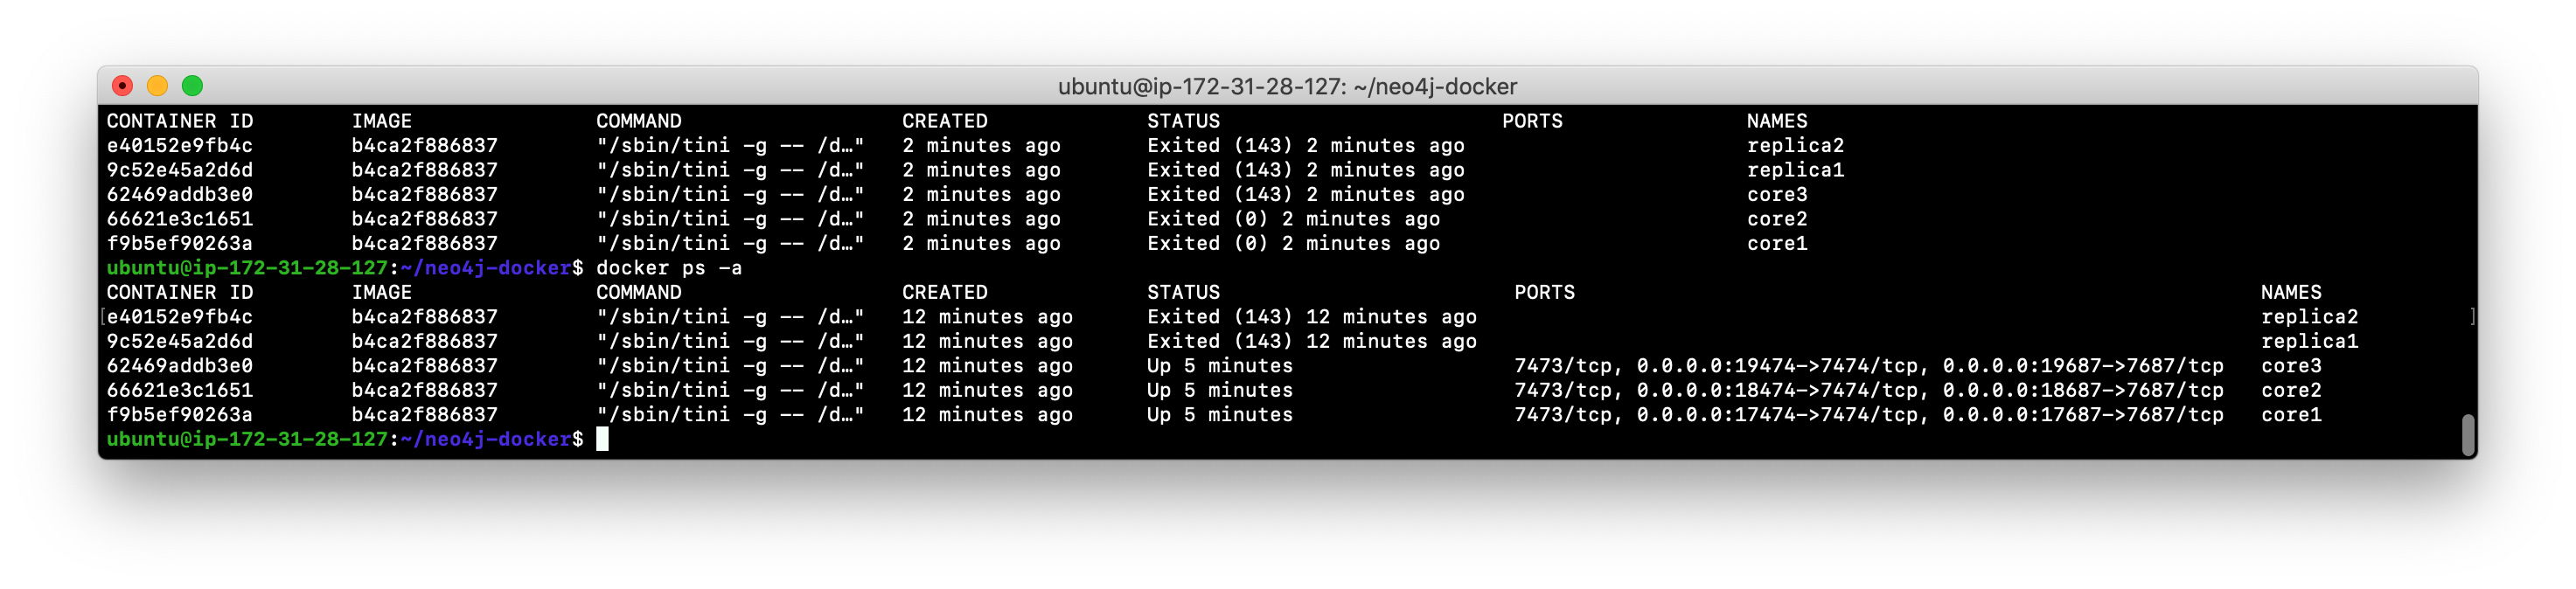 ubuntu@ip-172-31-28-127: ~/neo4j-docker
CONTAINER ID IMAGE COMMAND CREATED STATUS PORTS NAMES
e40152e9fb4c b4ca2f886837 "/sbin/tini -g -- /d…" 2 minutes ago Exited (143) 2 minutes ago replica2
9c52e45a2d6d b4ca2f886837 "/sbin/tini -g -- /d…" 2 minutes ago Exited (143) 2 minutes ago replica1
62469addb3e0 b4ca2f886837 "/sbin/tini -g -- /d…" 2 minutes ago Exited (143) 2 minutes ago core3
66621e3c1651 b4ca2f886837 "/sbin/tini -g -- /d…" 2 minutes ago Exited (0) 2 minutes ago core2
f9b5ef90263a b4ca2f886837 "/sbin/tini -g -- /d…" 2 minutes ago Exited (0) 2 minutes ago core1
ubuntu@ip-172-31-28-127:~/neo4j-docker$ docker ps -a
CONTAINER ID IMAGE COMMAND CREATED STATUS PORTS NAMES
[e40152e9fb4c b4ca2f886837 "/sbin/tini -g -- /d…" 12 minutes ago Exited (143) 12 minutes ago replica2 ]
9c52e45a2d6d b4ca2f886837 "/sbin/tini -g -- /d…" 12 minutes ago Exited (143) 12 minutes ago replica1
62469addb3e0 b4ca2f886837 "/sbin/tini -g -- /d…" 12 minutes ago Up 5 minutes 7473/tcp, 0.0.0.0:19474->7474/tcp, 0.0.0.0:19687->7687/tcp core3
66621e3c1651 b4ca2f886837 "/sbin/tini -g -- /d…" 12 minutes ago Up 5 minutes 7473/tcp, 0.0.0.0:18474->7474/tcp, 0.0.0.0:18687->7687/tcp core2
f9b5ef90263a b4ca2f886837 "/sbin/tini -g -- /d…" 12 minutes ago Up 5 minutes 7473/tcp, 0.0.0.0:17474->7474/tcp, 0.0.0.0:17687->7687/tcp core1
ubuntu@ip-172-31-28-127:~/neo4j-docker$